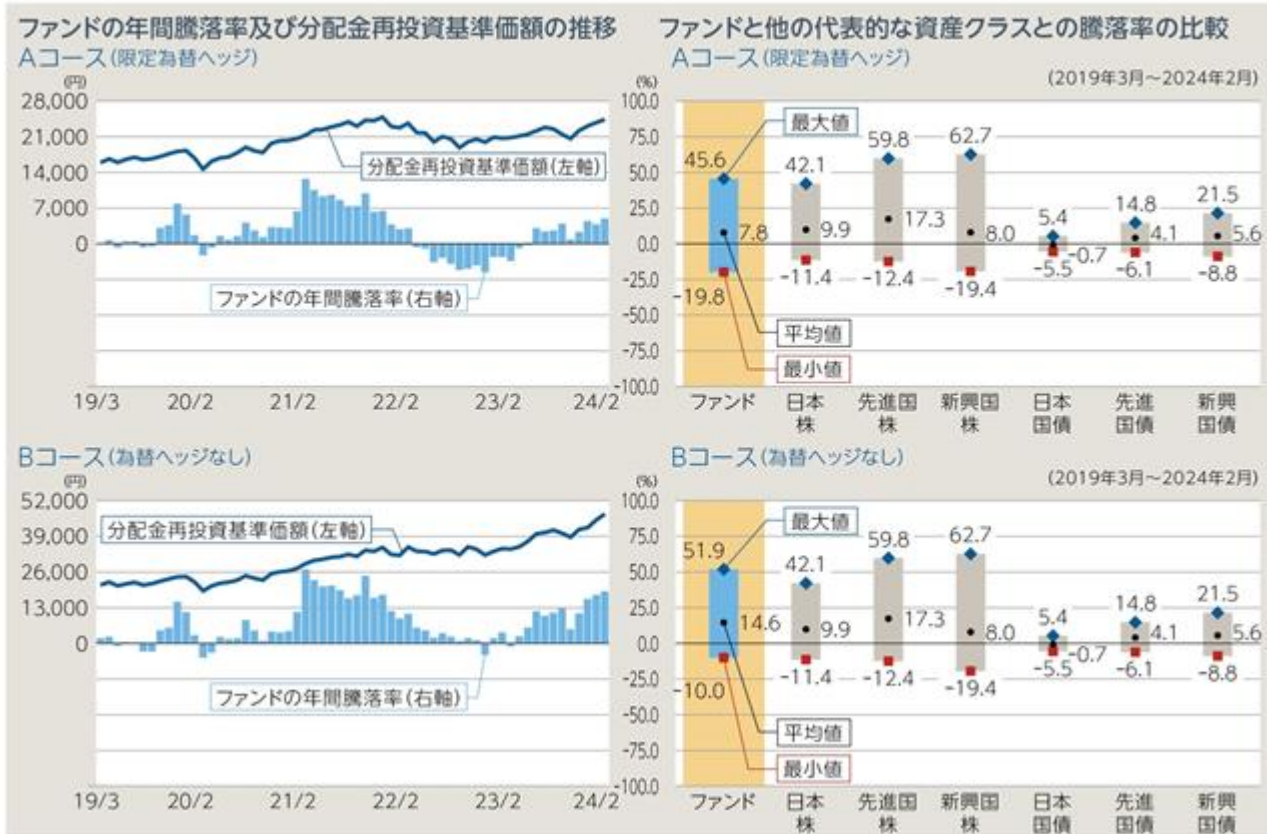 ファンドの年間騰落率及び分配金再投資基準価額の推移
Aコース(限定為替ヘッジ)
(円)
(%)
28,000
100.0
21,000
75.0
14,000
50.0
7,000
25.0
0
0.0
-25.0
-50.0
-75.0
-100.0
分配金再投資基準価額(左軸)
ファンドの年間騰落率(右軸)
19/3 20/2 21/2 22/2 23/2 24/2
ファンドと他の代表的な資産クラスとの騰落率の比較
Aコース(限定為替ヘッジ)
(2019年3月~2024年2月)
最大値
45.6 42.1 59.8 62.7 5.4 14.8 21.5
7.8 9.9 17.3 8.0 -0.7 4.1 5.6
-19.8 -11.4 -12.4 -19.4 -5.5 -6.1 -8.8
平均値
最小値
ファンド 日本 先進国 新興国 日本 先進 新興
株 株 株 国債 国債 国債
Bコース(為替ヘッジなし)
(円)
(%)
52,000
100.0
39,000
75.0
26,000
50.0
13,000
25.0
0
0.0
-25.0
-50.0
-75.0
-100.0
分配金再投資基準価額(左軸)
ファンドの年間騰落率(右軸)
19/3 20/2 21/2 22/2 23/2 24/2
Bコース(為替ヘッジなし)
(2019年3月~2024年2月)
最大値
51.9 42.1 59.8 62.7 5.4 14.8 21.5
14.6 9.9 17.3 8.0 -0.7 4.1 5.6
-10.0 -11.4 -12.4 -19.4 -5.5 -6.1 -8.8
平均値
最小値
ファンド 日本 先進国 新興国 日本 先進 新興
株 株 株 国債 国債 国債